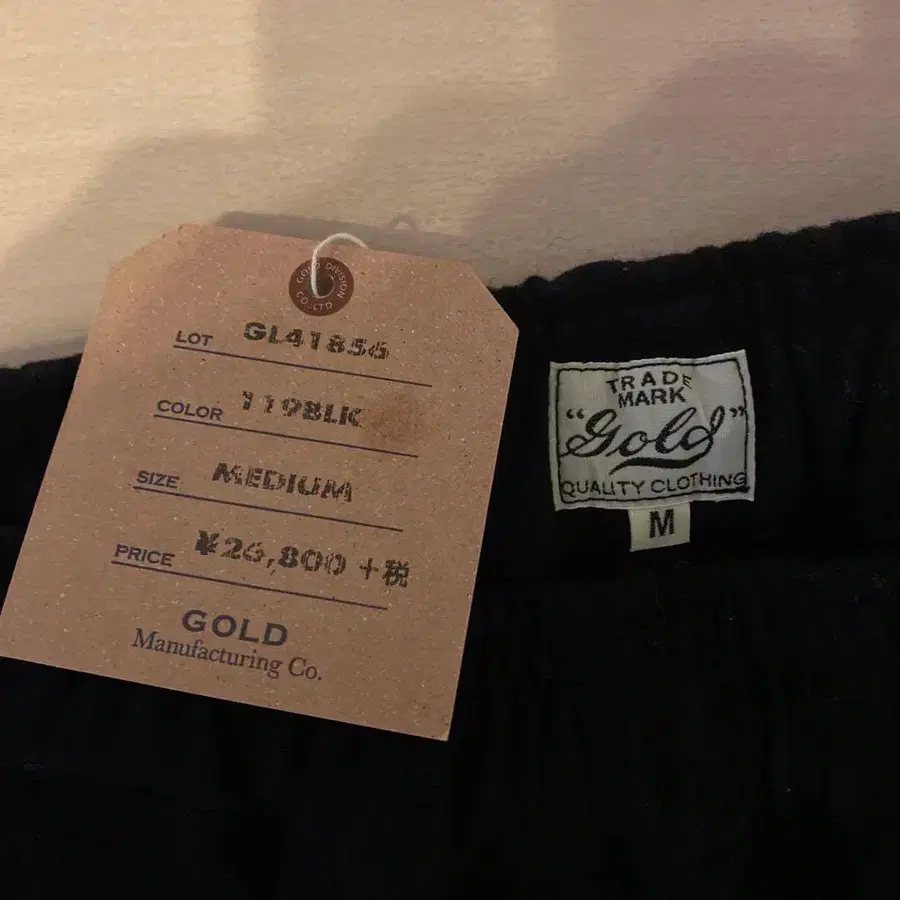 GOLD DIVISION
CO.,LTD
LOT GL41856
COLOR 119BLK
SIZE MEDIUM
PRICE ¥26,800 +税
GOLD
Manufacturing Co.
TRADE
MARK
"Gold"
QUALITY CLOTHING
M